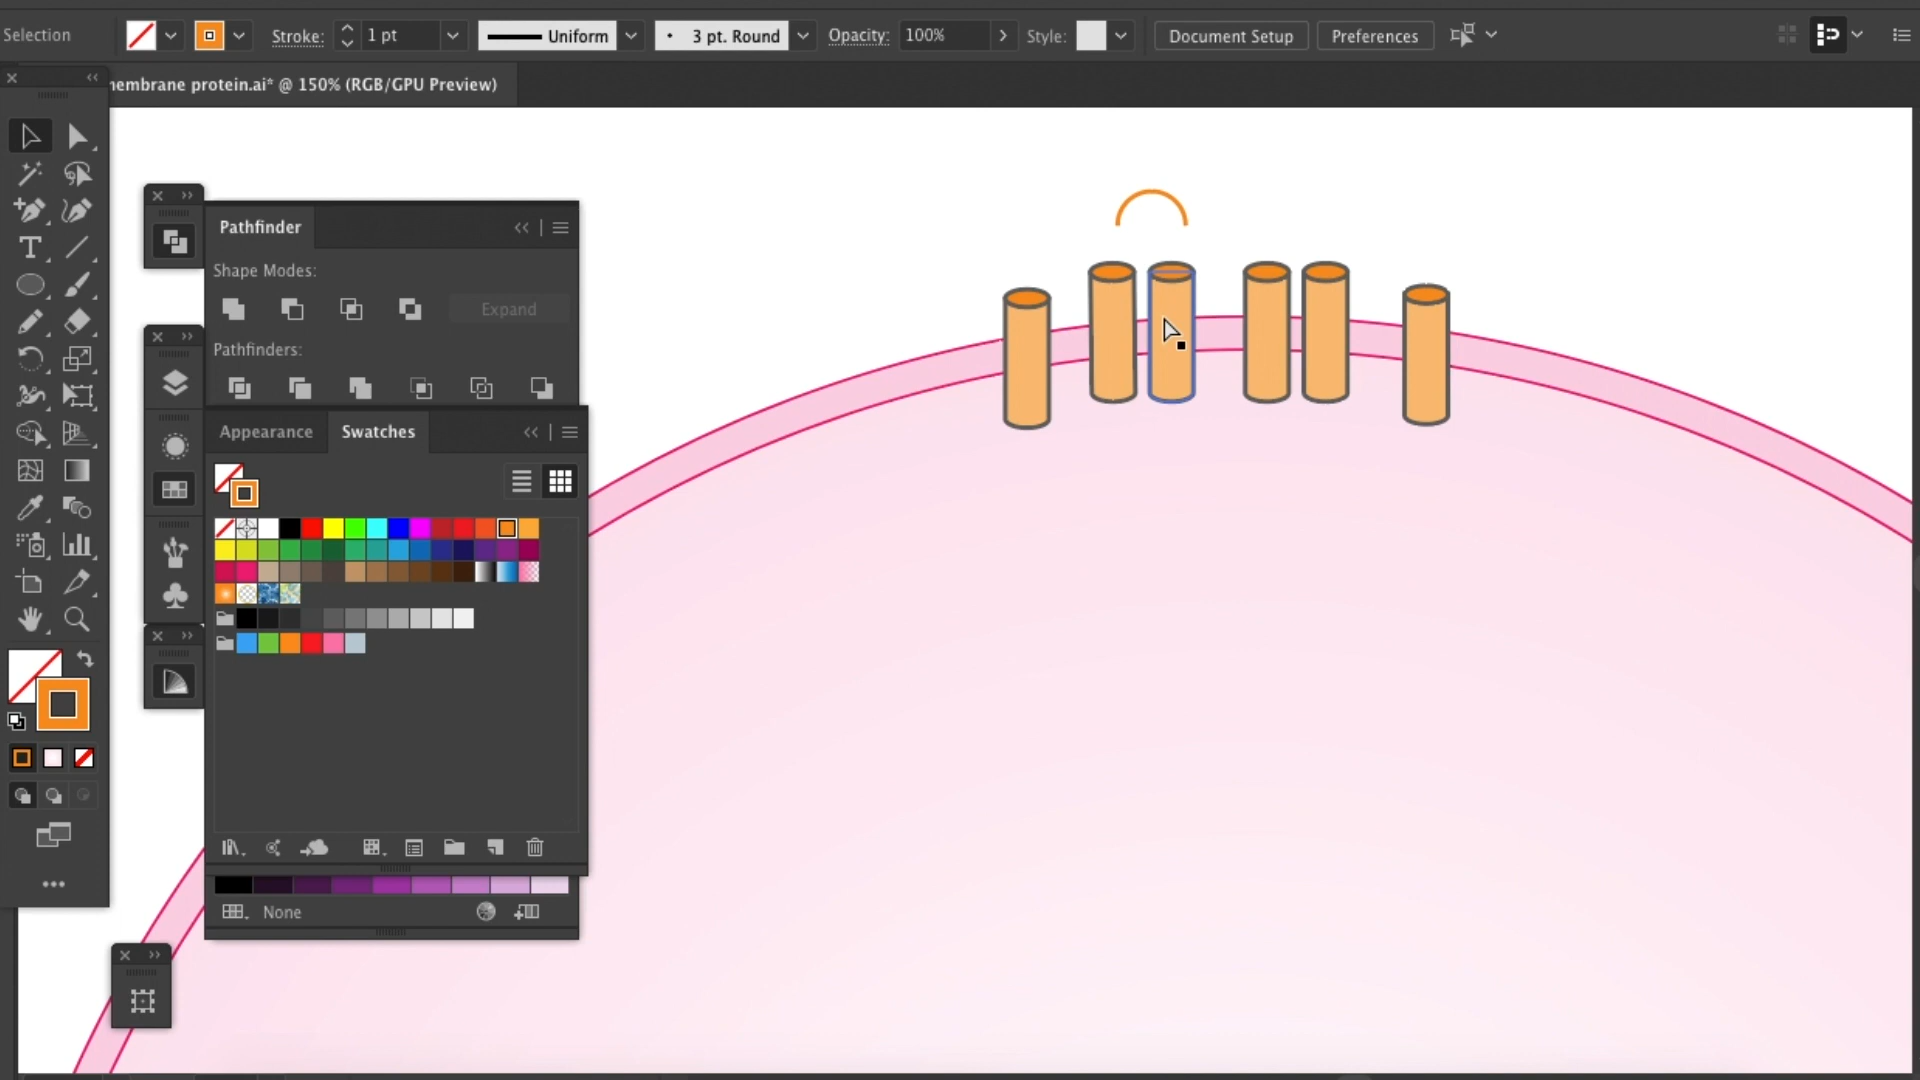 Selection
Stroke:
1 pt
Uniform
3 pt. Round
Opacity:
100%
Style:
Document Setup
Preferences
membrane protein.ai* @ 150% (RGB/GPU Preview)
Pathfinder
Shape Modes:
Expand
Pathfinders:
Appearance
Swatches
None